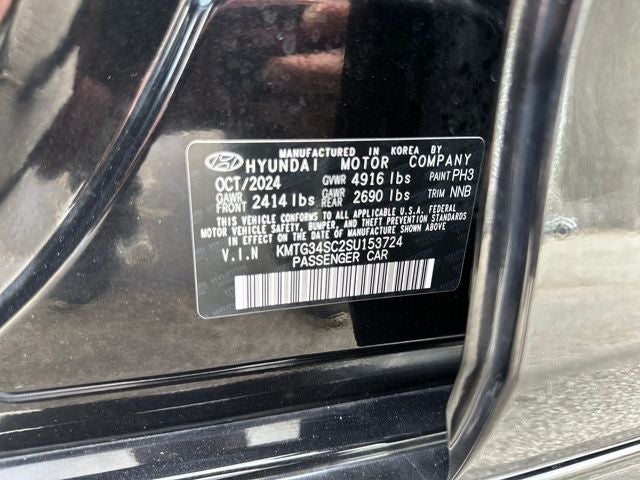 MANUFACTURED IN KOREA BY
HYUNDAI MOTOR COMPANY
OCT/2024 GVWR 4916 lbs PAINT PH3
GAWR FRONT 2414 lbs GAWR REAR 2690 lbs TRIM NNB
THIS VEHICLE CONFORMS TO ALL APPLICABLE U.S.A. FEDERAL
MOTOR VEHICLE SAFETY, BUMPER, AND THEFT PREVENTION STANDARDS
IN EFFECT ON THE DATE OF MANUFACTURE SHOWN ABOVE.
V.I.N KMTG34SC2SU153724
PASSENGER CAR